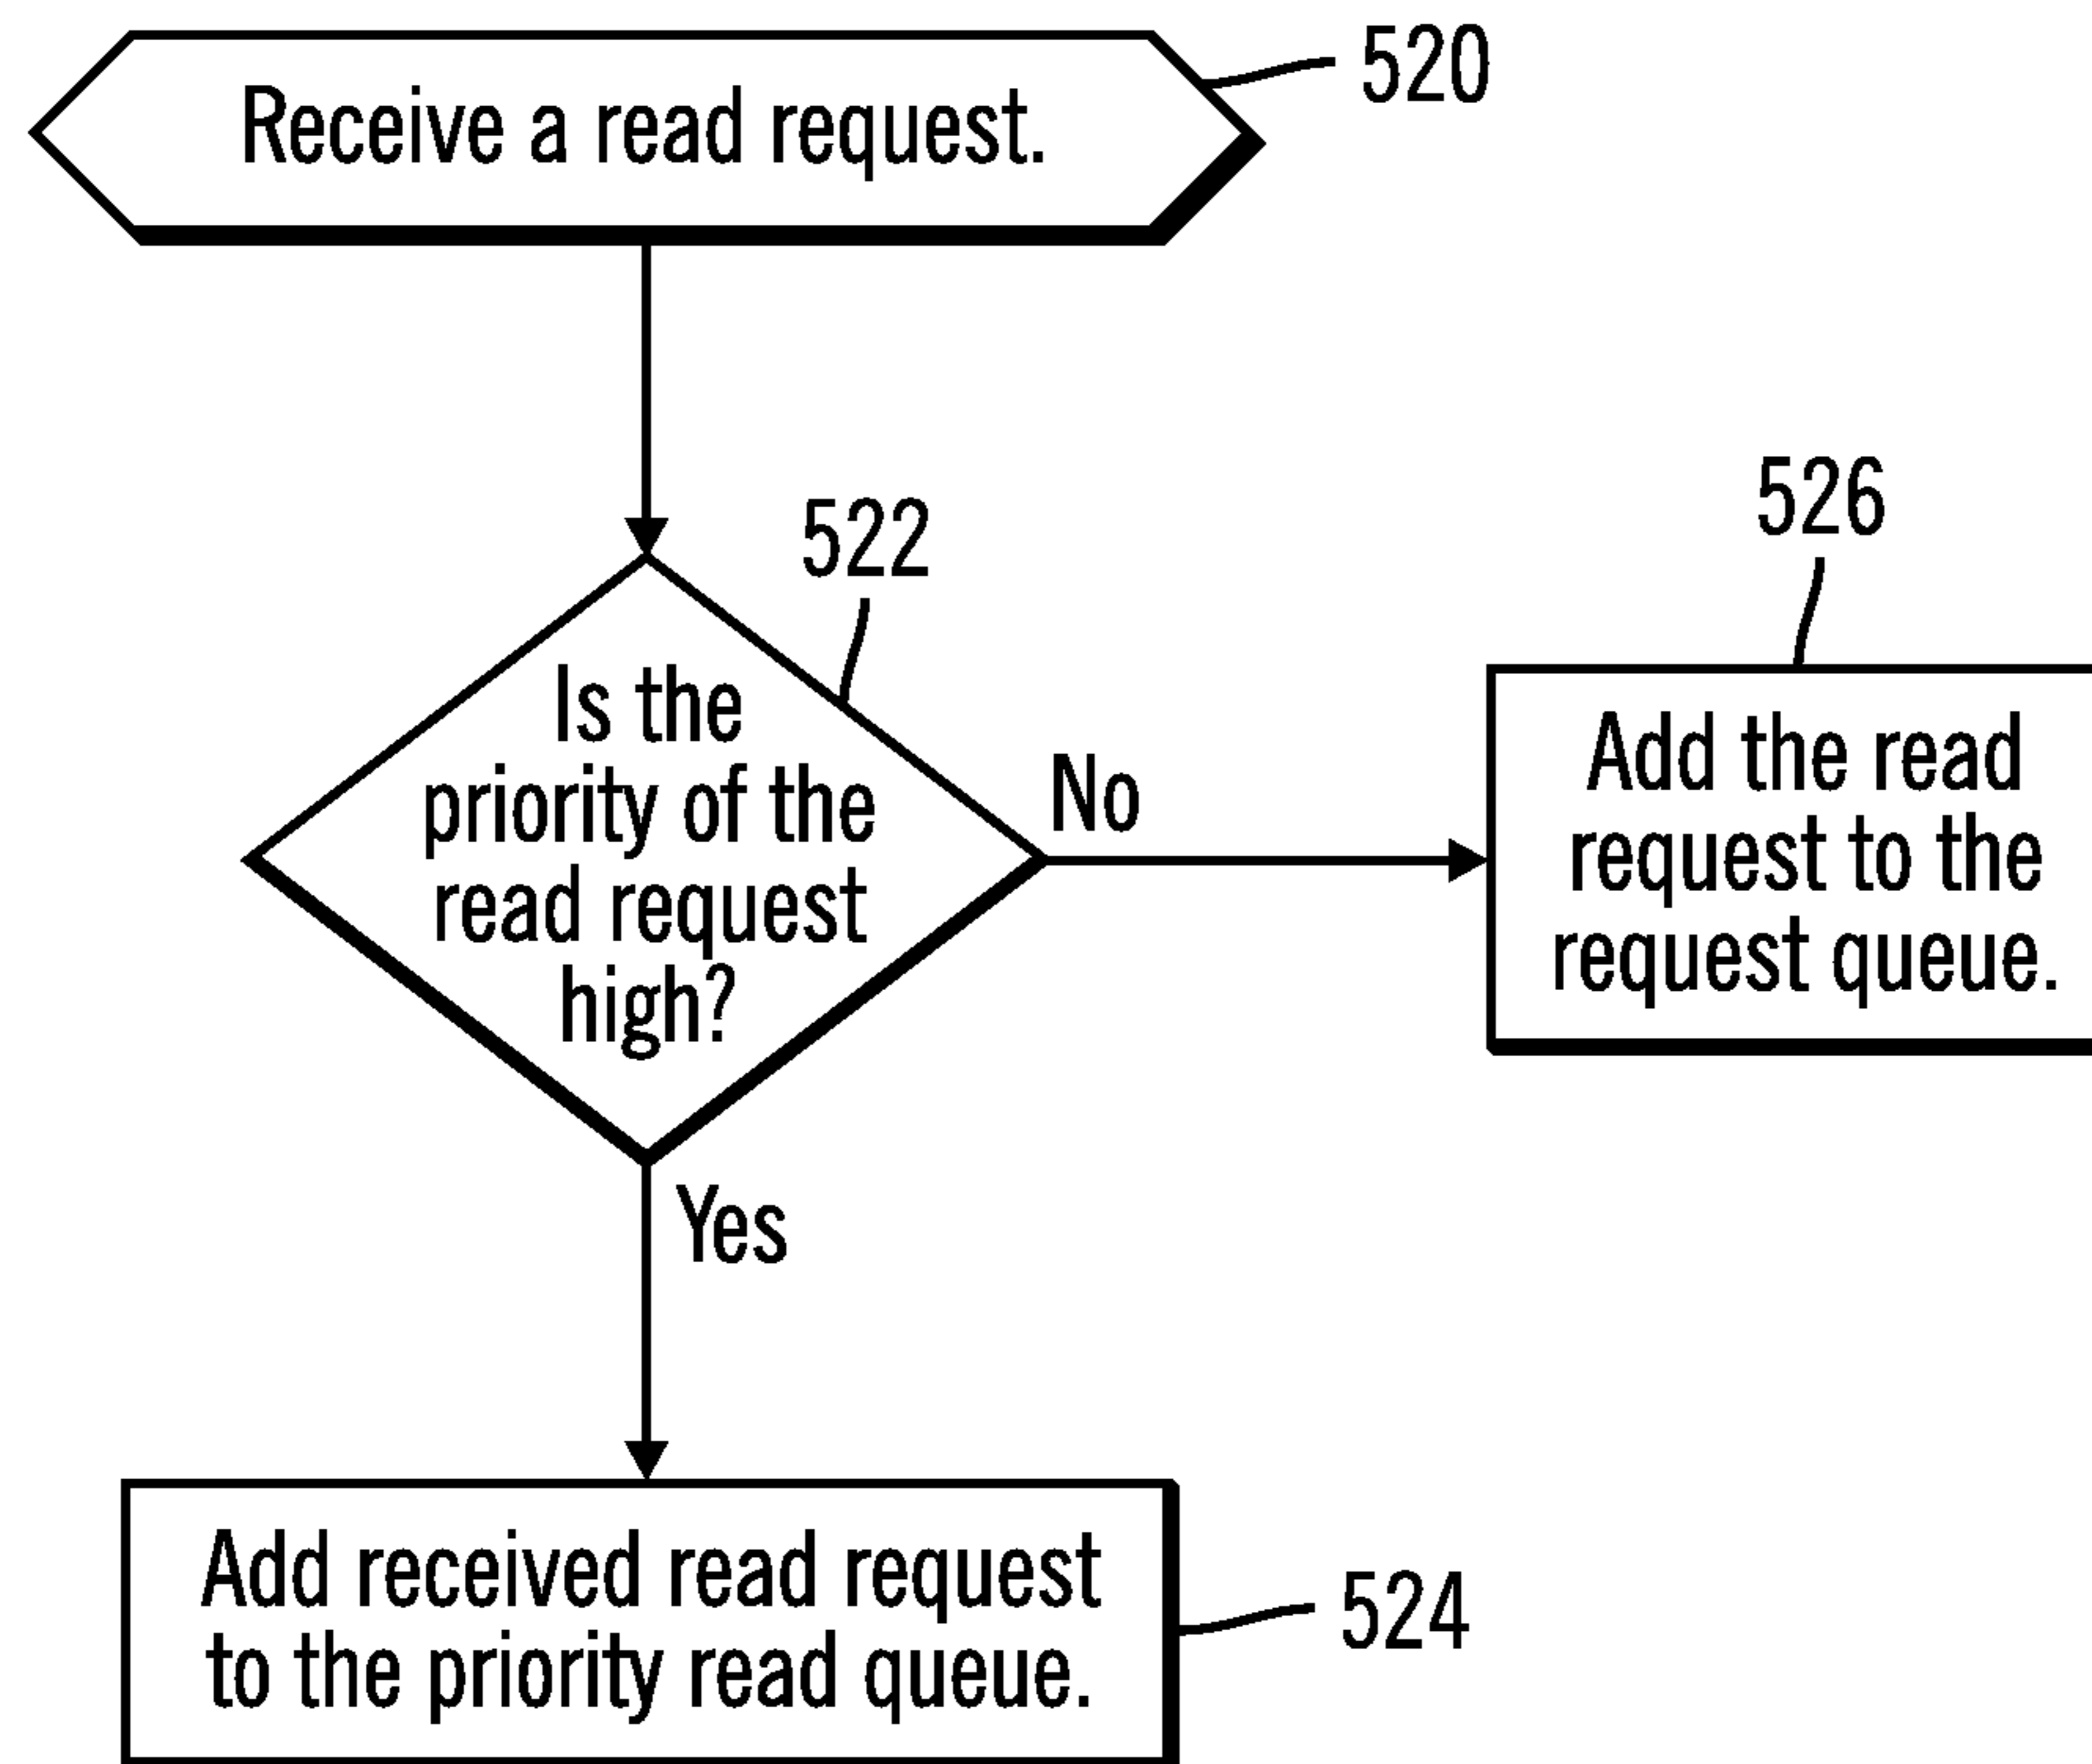 Receive a read request.
520
522
Is the
priority of the
read request
high?
No
526
Add the read
request to the
request queue.
Yes
Add received read request
to the priority read queue.
524